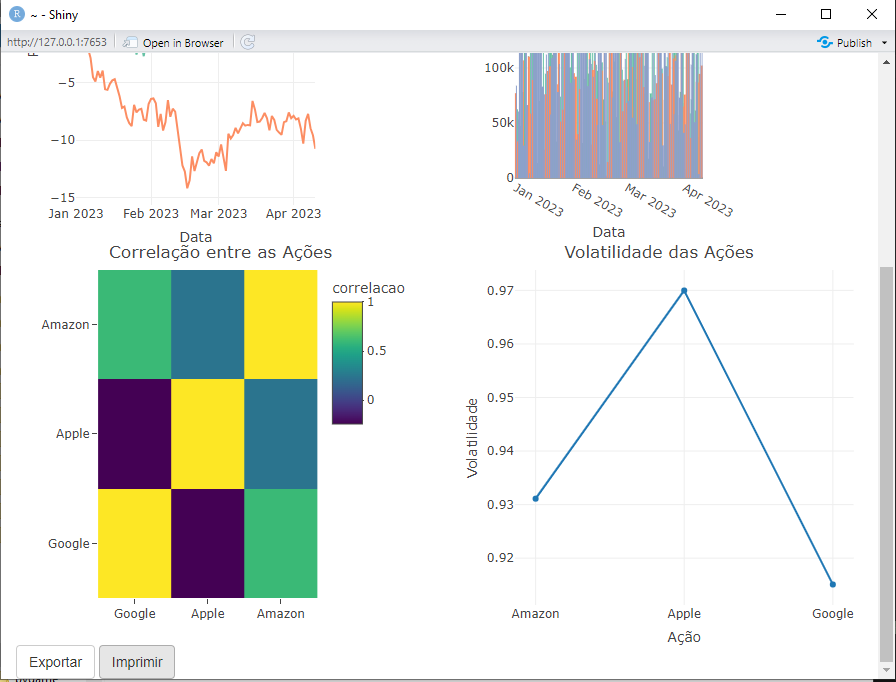 ~ - Shiny
http://127.0.0.1:7653
Open in Browser
Publish
−5
−10
−15
Jan 2023
Feb 2023
Mar 2023
Apr 2023
Data
100k
50k
0
Jan 2023
Feb 2023
Mar 2023
Apr 2023
Data
Correlação entre as Ações
Amazon
Apple
Google
Google
Apple
Amazon
correlacao
1
0.5
0
Volatilidade das Ações
Volatilidade
0.97
0.96
0.95
0.94
0.93
0.92
Amazon
Apple
Google
Ação
Exportar
Imprimir